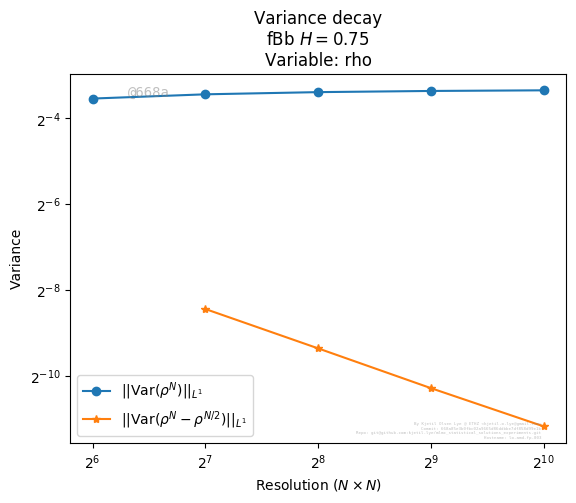 Variance decay
fBb H = 0.75
Variable: rho
@668a
2^{-4}
2^{-6}
2^{-8}
2^{-10}
Variance
||Var(ρ^N)||_{L^1}
||Var(ρ^N − ρ^{N/2})||_{L^1}
2^6
2^7
2^8
2^9
2^{10}
Resolution (N × N)